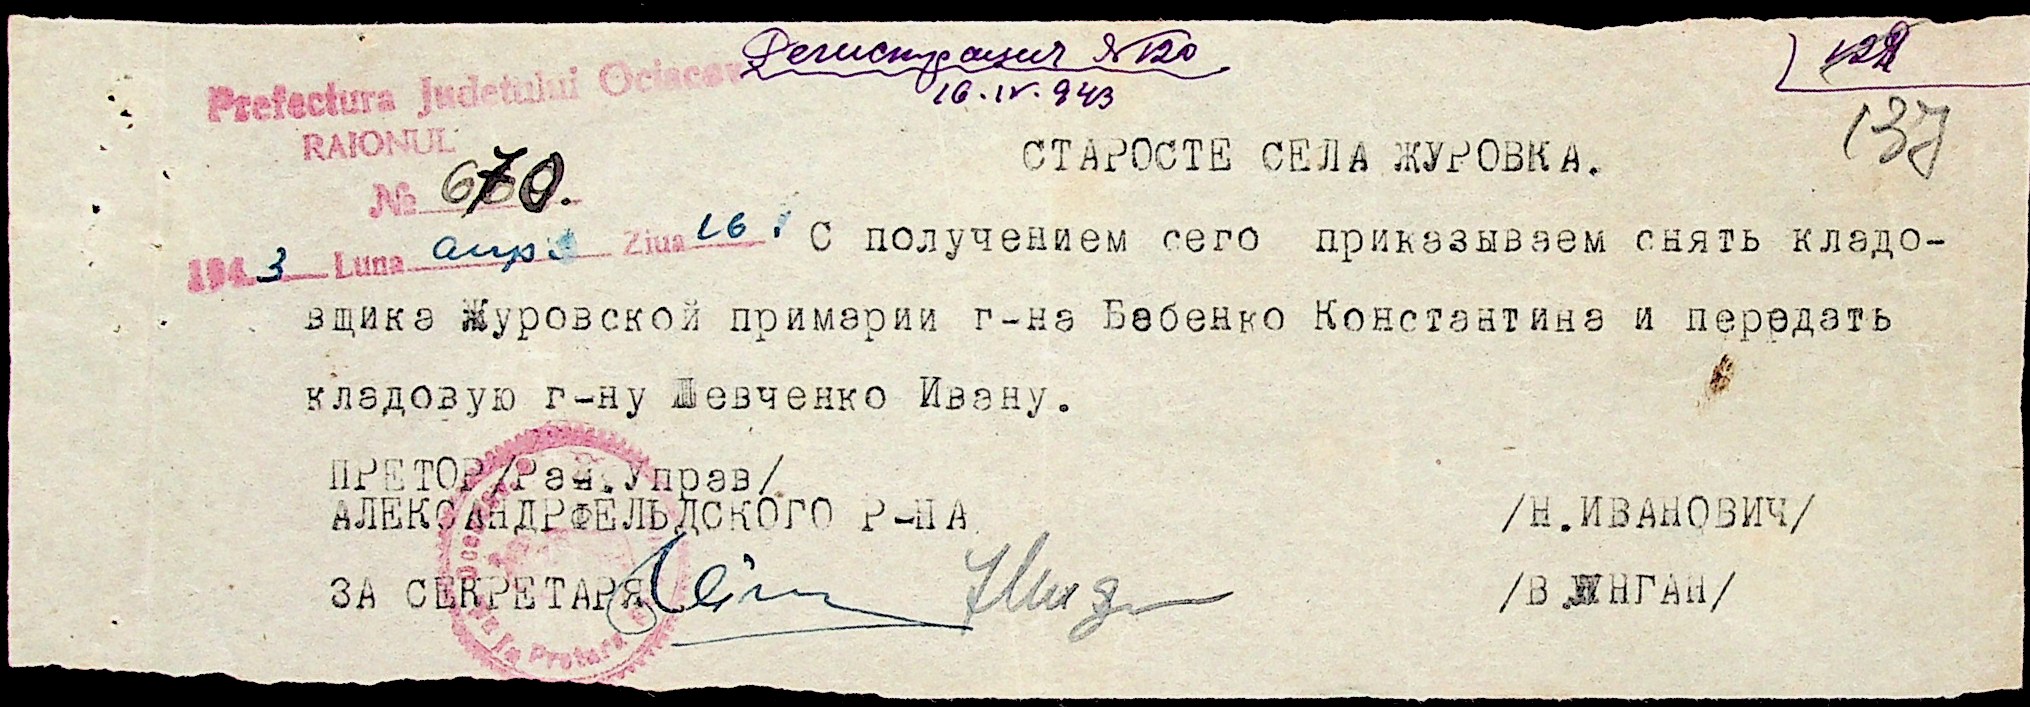 Регистрация №120
16.IV.943
137
Prefectura Judetului Ociacov
RAIONUL
№ 670.
СТАРОСТЕ СЕЛА ЖУРОВКА.
1943 Luna апр Ziua 16
С получением сего приказываем снять кладо-
вщика Журовской примарии г-на Бабенко Константина и передать
кладовую г-ну Шевченко Ивану.
ПРЕТОР/Рай.Управ/
АЛЕКСАНДРФЕЛЬДСКОГО Р-НА /Н.ИВАНОВИЧ/
ЗА СЕКРЕТАРЯ /В.УНГАН/